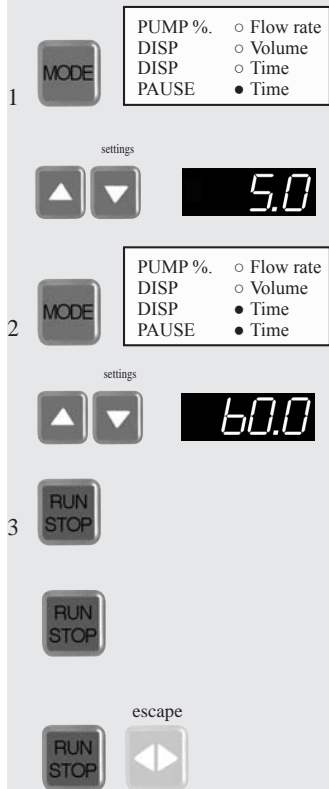 PUMP %. ○ Flow rate
DISP ○ Volume
DISP ○ Time
PAUSE ● Time
MODE
1
settings
5.0
PUMP %. ○ Flow rate
DISP ○ Volume
DISP ● Time
PAUSE ● Time
MODE
2
settings
60.0
RUN
STOP
3
RUN
STOP
escape
RUN
STOP